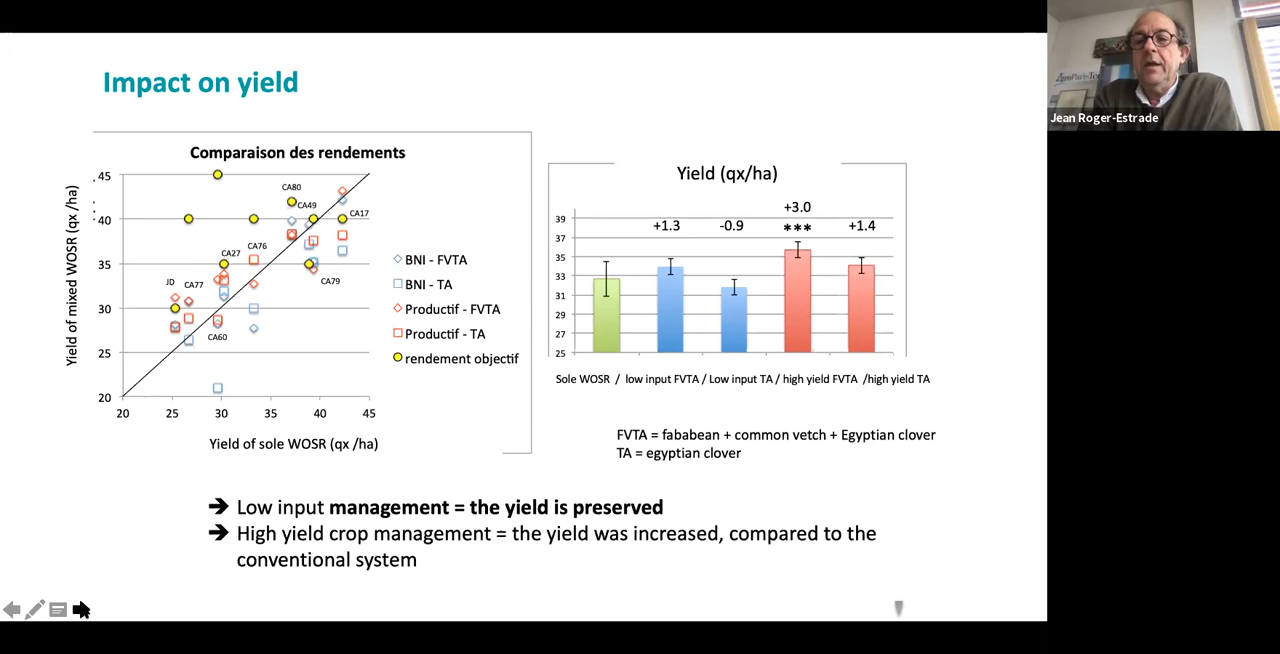 Impact on yield
Comparaison des rendements
Yield of mixed WOSR (qx /ha)
45
40
35
30
25
20
20 25 30 35 40 45
Yield of sole WOSR (qx /ha)
CA80
CA49
CA17
CA76
CA27
JD
CA77
CA79
CA60
BNI - FVTA
BNI - TA
Productif - FVTA
Productif - TA
rendement objectif
Yield (qx/ha)
39
37
35
33
31
29
27
25
+1.3 -0.9 +3.0 *** +1.4
Sole WOSR / low input FVTA / Low input TA / high yield FVTA /high yield TA
FVTA = fababean + common vetch + Egyptian clover
TA = egyptian clover
➔ Low input management = the yield is preserved
➔ High yield crop management = the yield was increased, compared to the
conventional system
Jean Roger-Estrade